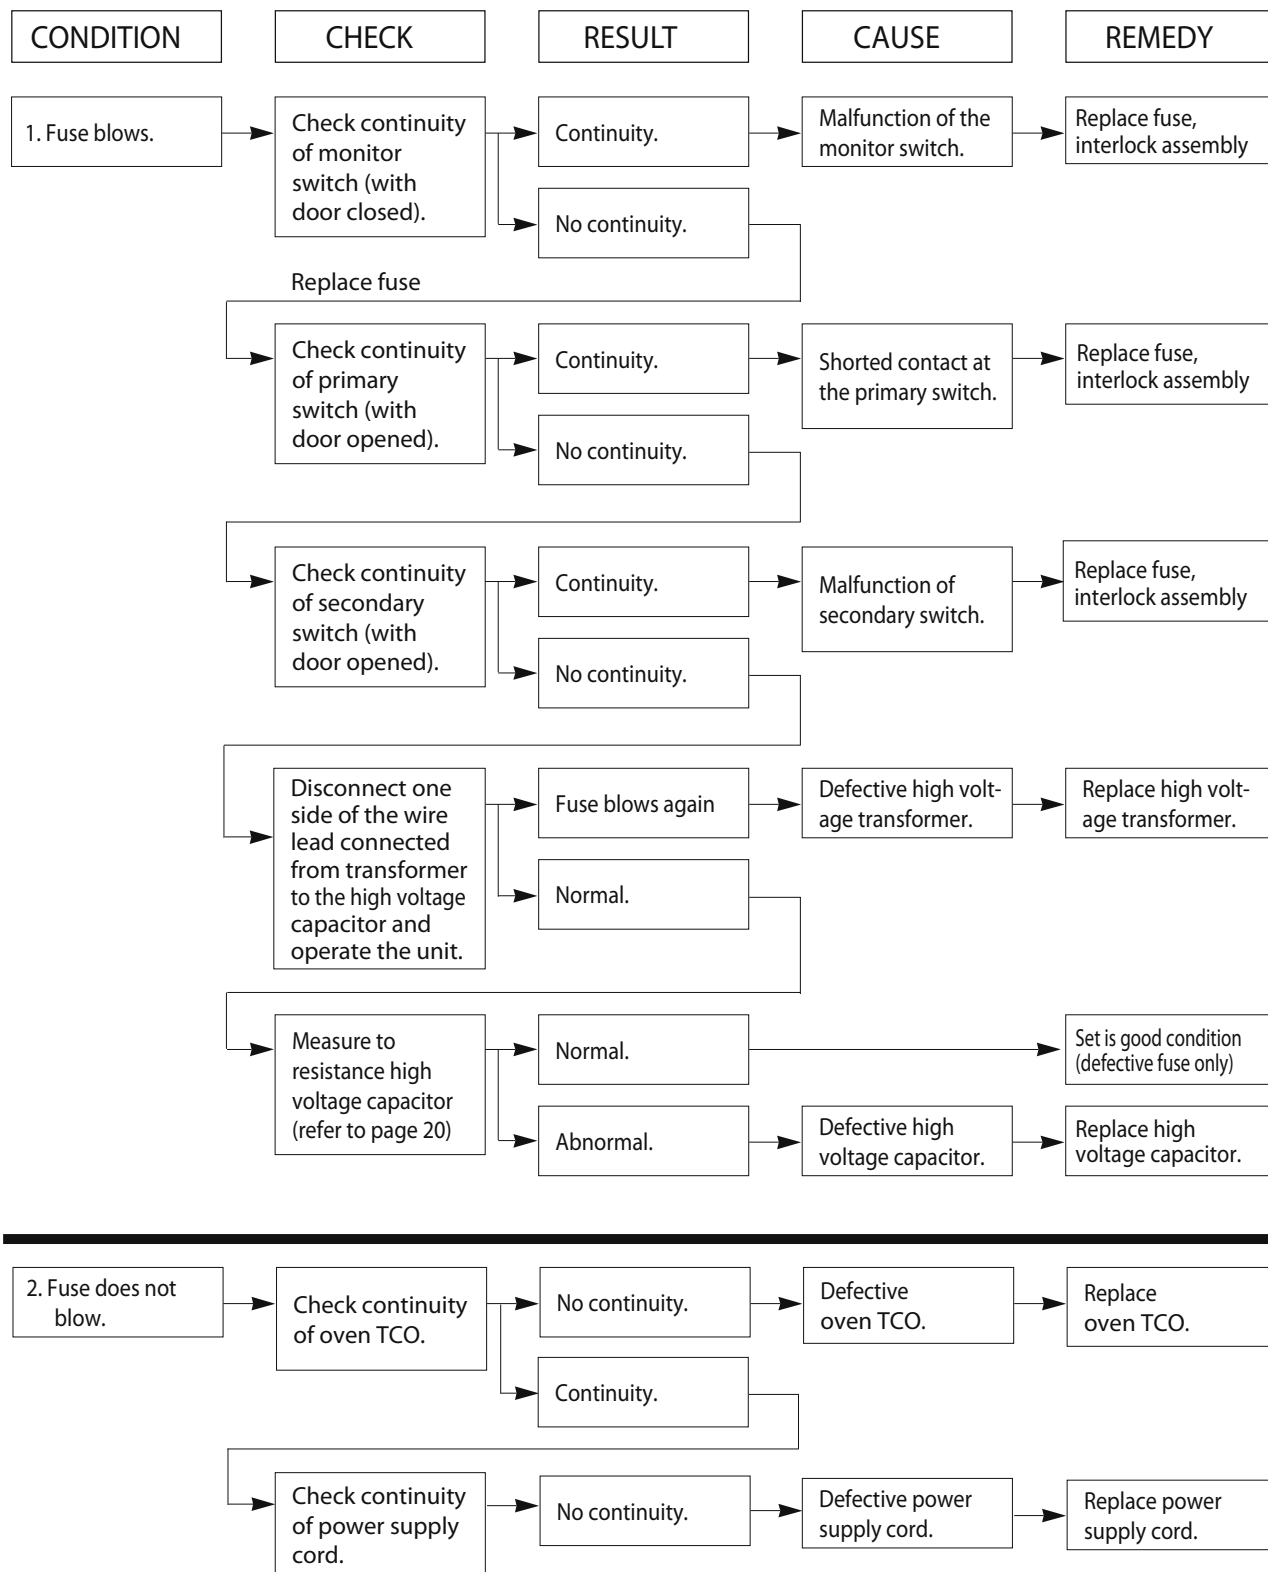 CONDITION
CHECK
RESULT
CAUSE
REMEDY
1. Fuse blows.
Check continuity
of monitor
switch (with
door closed).
Continuity.
Malfunction of the
monitor switch.
Replace fuse,
interlock assembly
No continuity.
Replace fuse
Check continuity
of primary
switch (with
door opened).
Continuity.
Shorted contact at
the primary switch.
Replace fuse,
interlock assembly
No continuity.
Check continuity
of secondary
switch (with
door opened).
Continuity.
Malfunction of
secondary switch.
Replace fuse,
interlock assembly
No continuity.
Disconnect one
side of the wire
lead connected
from transformer
to the high voltage
capacitor and
operate the unit.
Fuse blows again
Defective high volt-
age transformer.
Replace high volt-
age transformer.
Normal.
Measure to
resistance high
voltage capacitor
(refer to page 20)
Normal.
Set is good condition
(defective fuse only)
Abnormal.
Defective high
voltage capacitor.
Replace high
voltage capacitor.
2. Fuse does not
blow.
Check continuity
of oven TCO.
No continuity.
Defective
oven TCO.
Replace
oven TCO.
Continuity.
Check continuity
of power supply
cord.
No continuity.
Defective power
supply cord.
Replace power
supply cord.